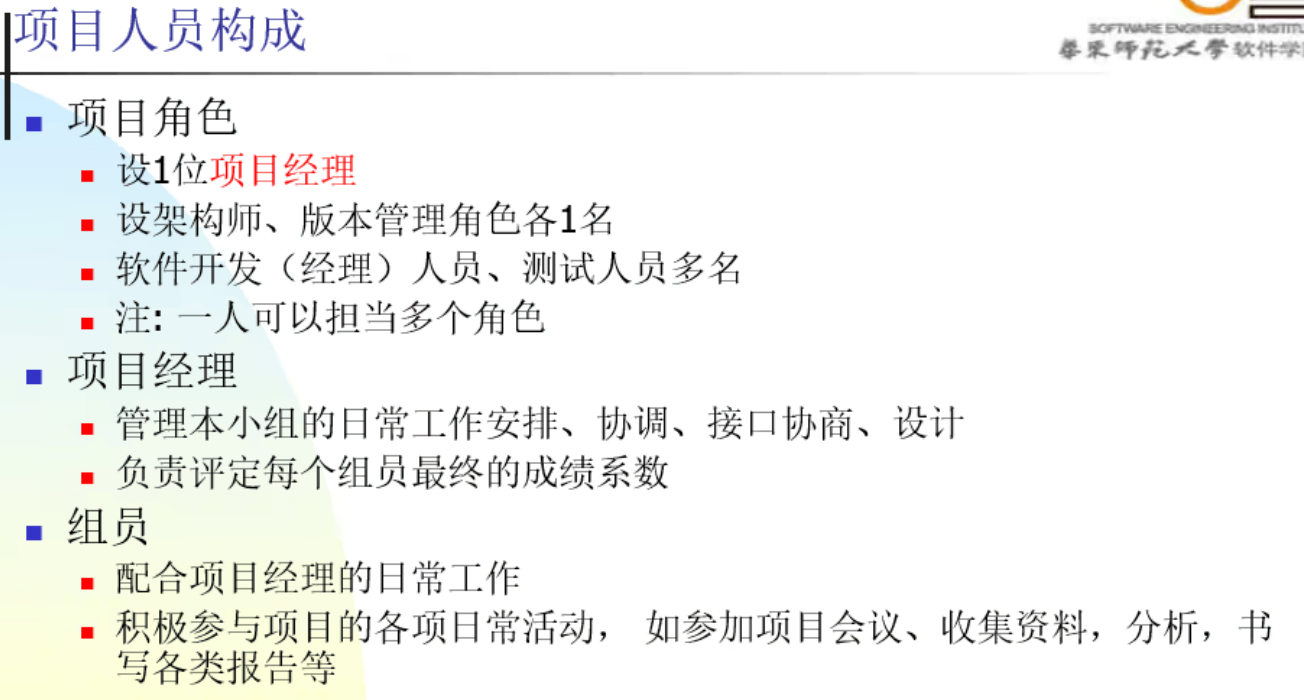 项目人员构成
SOFTWARE ENGINEERING
華東師范大學软件学
项目角色
设1位项目经理
设架构师、版本管理角色各1名
软件开发（经理）人员、测试人员多名
注: 一人可以担当多个角色
项目经理
管理本小组的日常工作安排、协调、接口协商、设计
负责评定每个组员最终的成绩系数
组员
配合项目经理的日常工作
积极参与项目的各项日常活动， 如参加项目会议、收集资料，分析，书
写各类报告等